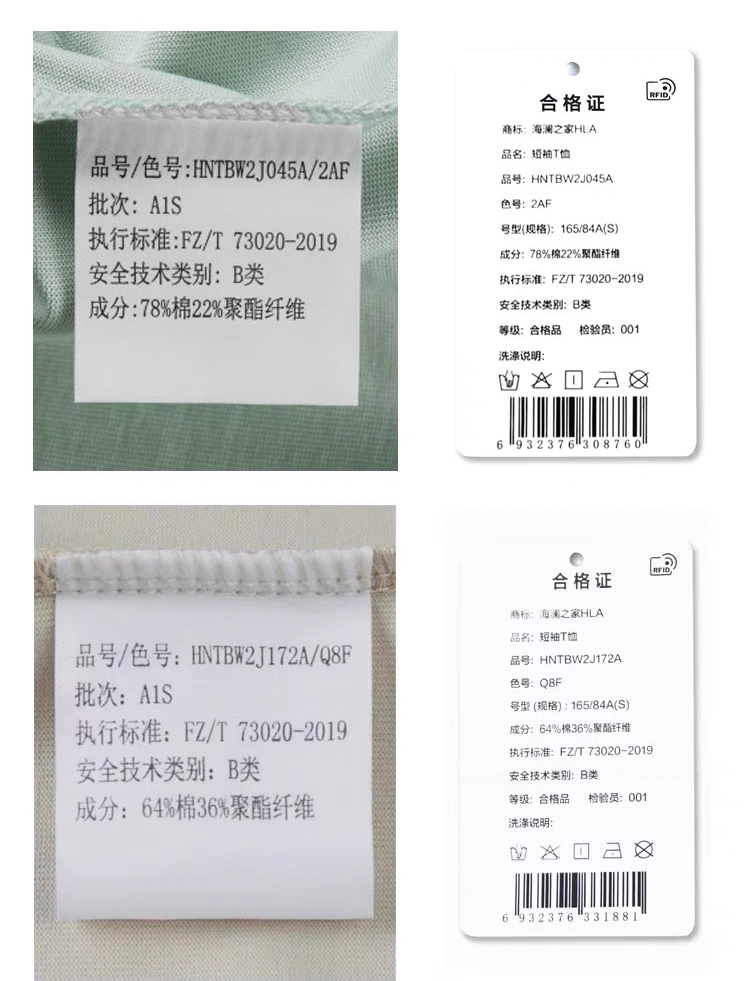 品号/色号:HNTBW2J045A/2AF
批次: A1S
执行标准:FZ/T 73020-2019
安全技术类别: B类
成分:78%棉22%聚酯纤维
RFID
合格证
商标: 海澜之家HLA
品名: 短袖T恤
品号: HNTBW2J045A
色号: 2AF
号型(规格): 165/84A(S)
成分: 78%棉22%聚酯纤维
执行标准: FZ/T 73020-2019
安全技术类别: B类
等级: 合格品 检验员: 001
洗涤说明:
6 932376 308760
品号/色号: HNTBW2J172A/Q8F
批次: A1S
执行标准: FZ/T 73020-2019
安全技术类别: B类
成分: 64%棉36%聚酯纤维
RFID
合格证
商标: 海澜之家HLA
品名: 短袖T恤
品号: HNTBW2J172A
色号: Q8F
号型 (规格) : 165/84A(S)
成分: 64%棉36%聚酯纤维
执行标准: FZ/T 73020-2019
安全技术类别: B类
等级: 合格品 检验员: 001
洗涤说明:
6 932376 331881